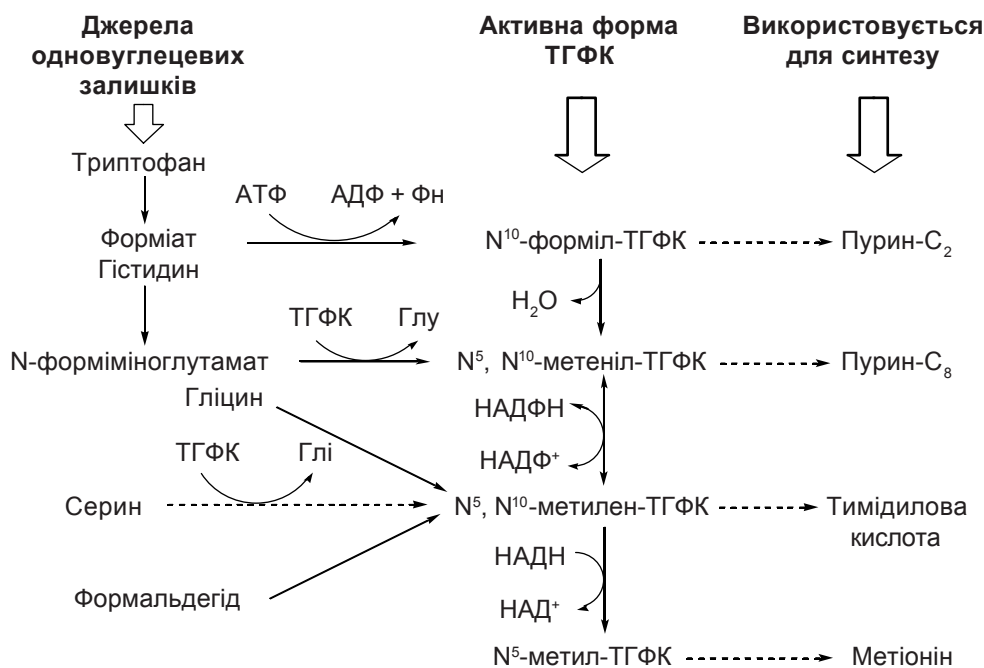 Джерела
одновуглецевих
залишків
Активна форма
ТГФК
Використовується
для синтезу
Триптофан
АТФ
АДФ + Фн
Форміат
Гістидин
N¹⁰-форміл-ТГФК
Пурин-С₂
H₂O
ТГФК
Глу
N-форміміноглутамат
N⁵, N¹⁰-метеніл-ТГФК
Пурин-С₈
Гліцин
НАДФН
НАДФ⁺
ТГФК
Глі
Серин
N⁵, N¹⁰-метилен-ТГФК
Тимідилова
кислота
НАДН
НАД⁺
Формальдегід
N⁵-метил-ТГФК
Метіонін